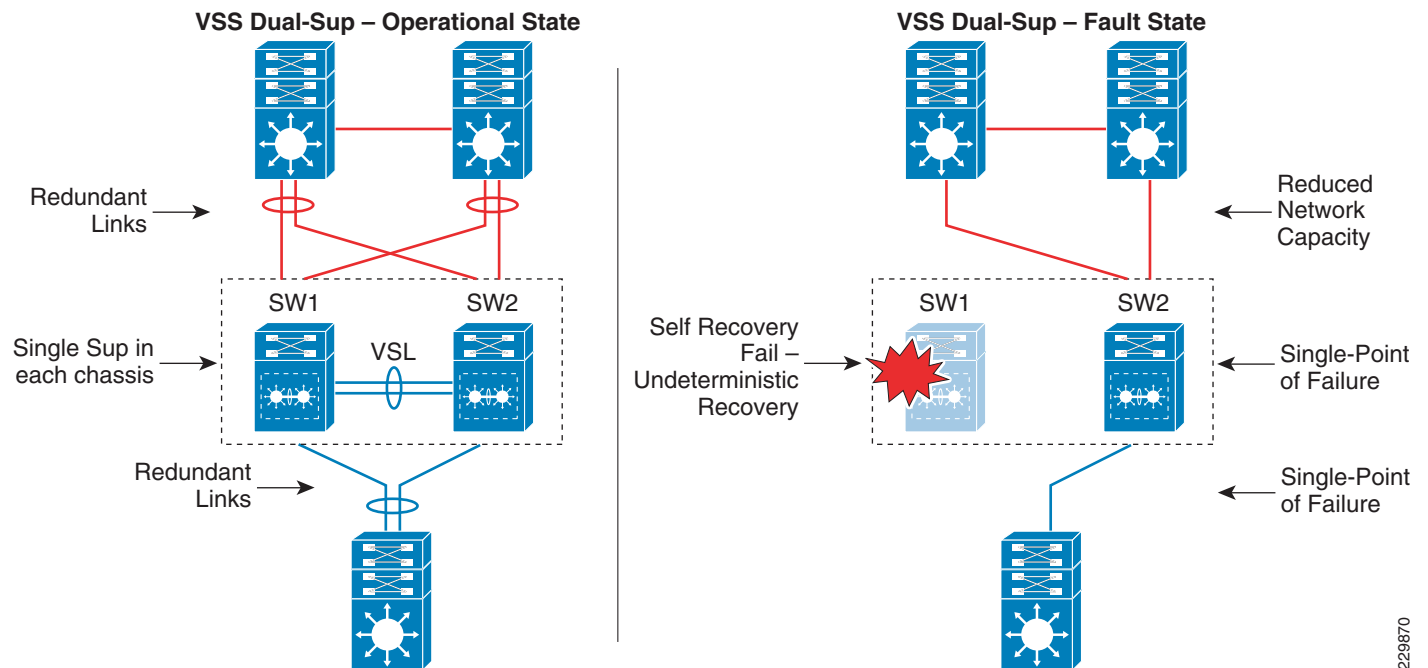 VSS Dual-Sup – Operational State
Redundant
Links
SW1
SW2
Single Sup in
each chassis
VSL
Redundant
Links
VSS Dual-Sup – Fault State
Reduced
Network
Capacity
SW1
SW2
Self Recovery
Fail –
Undeterministic
Recovery
Single-Point
of Failure
Single-Point
of Failure
229870